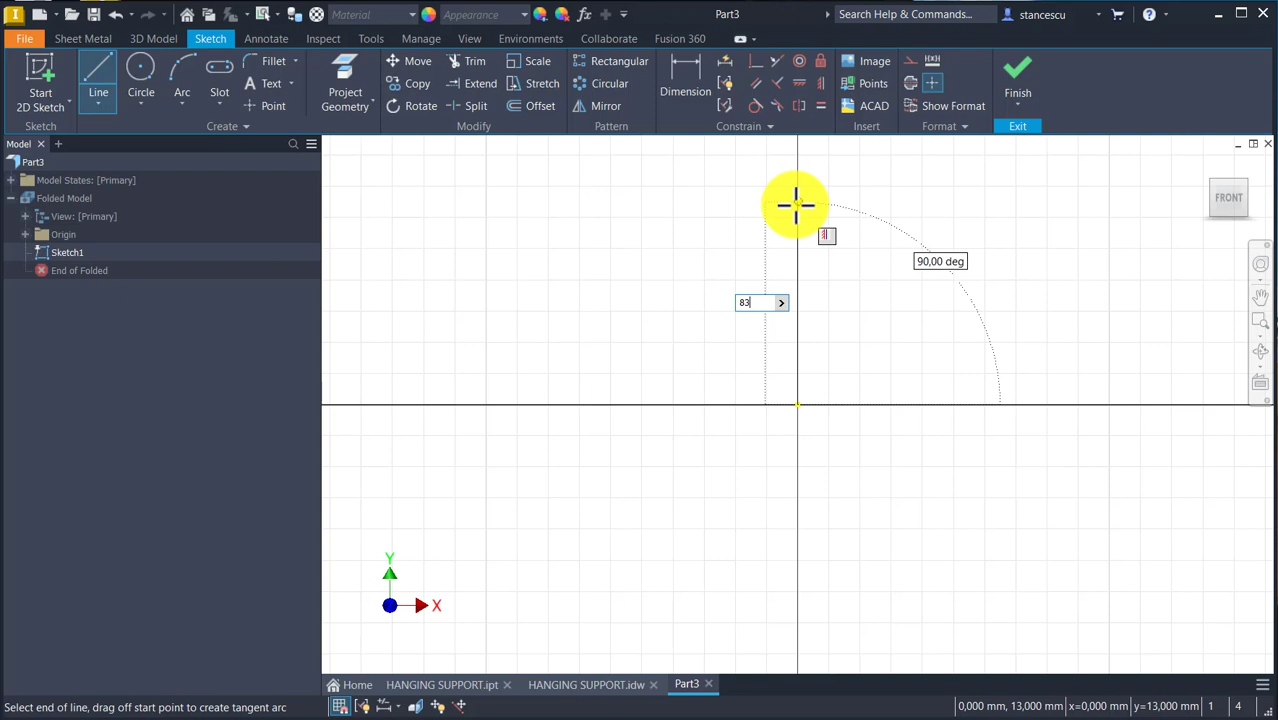 Material
Appearance
Part3
Search Help & Commands...
stancescu
File
Sheet Metal
3D Model
Sketch
Annotate
Inspect
Tools
Manage
View
Environments
Collaborate
Fusion 360
Start
2D Sketch
Line
Circle
Arc
Slot
Fillet
Text
Point
Project
Geometry
Move
Copy
Rotate
Trim
Extend
Split
Scale
Stretch
Offset
Rectangular
Circular
Mirror
Dimension
Image
Points
ACAD
Show Format
Finish
Sketch
Create
Modify
Pattern
Constrain
Insert
Format
Exit
Model
Part3
Model States: [Primary]
Folded Model
View: [Primary]
Origin
Sketch1
End of Folded
FRONT
90,00 deg
83
Y
X
Home
HANGING SUPPORT.ipt
HANGING SUPPORT.idw
Part3
Select end of line, drag off start point to create tangent arc
0,000 mm, 13,000 mm
x=0,000 mm
y=13,000 mm
1
4